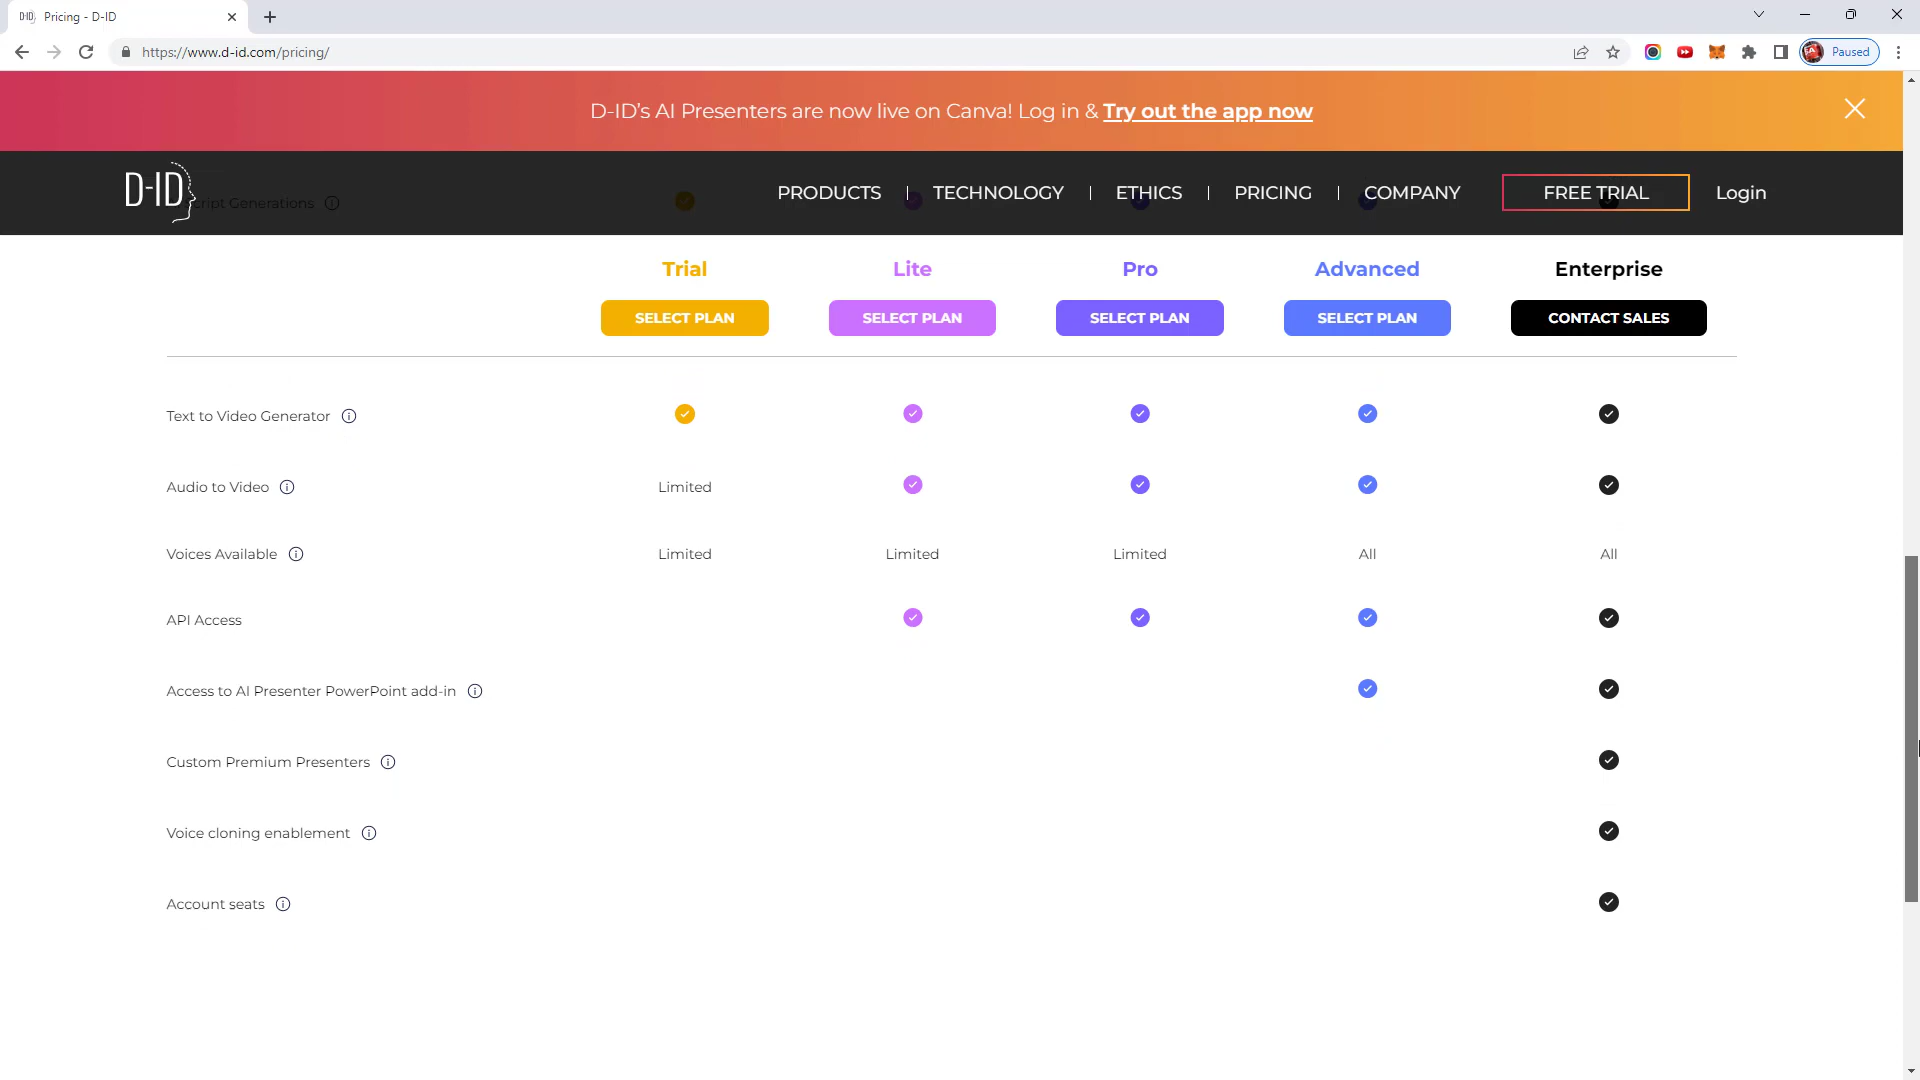 D-ID Pricing - D-ID
https://www.d-id.com/pricing/
Paused
D-ID’s AI Presenters are now live on Canva! Log in & Try out the app now
D-ID
PRODUCTS | TECHNOLOGY | ETHICS | PRICING | COMPANY FREE TRIAL Login
Script Generations
Trial Lite Pro Advanced Enterprise
SELECT PLAN SELECT PLAN SELECT PLAN SELECT PLAN CONTACT SALES
Text to Video Generator
Audio to Video Limited
Voices Available Limited Limited Limited All All
API Access
Access to AI Presenter PowerPoint add-in
Custom Premium Presenters
Voice cloning enablement
Account seats